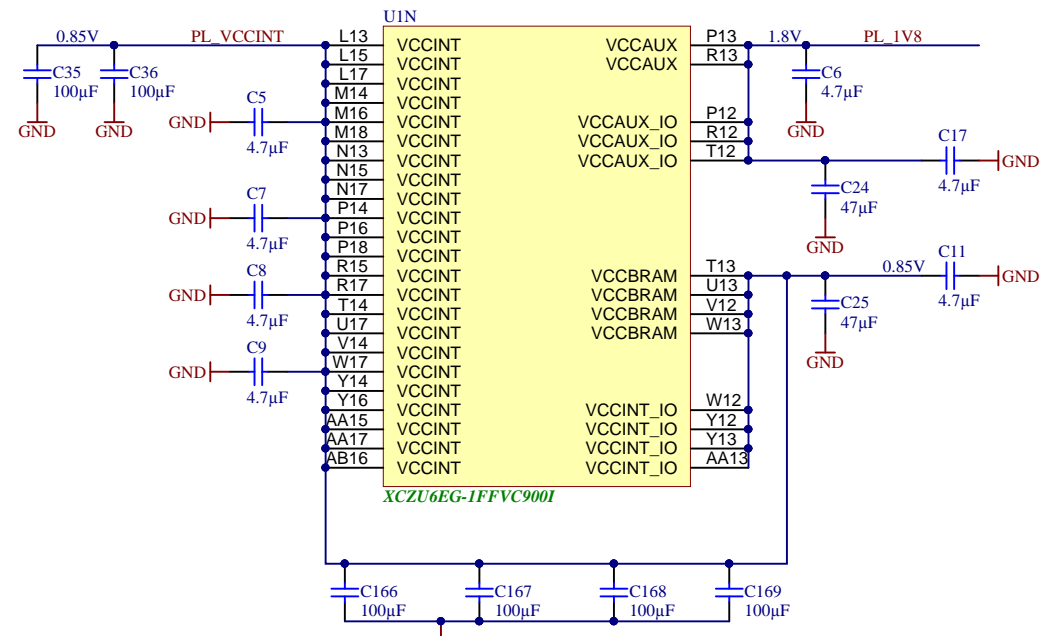 U1N
0.85V PL_VCCINT L13 VCCINT VCCAUX P13 1.8V PL_1V8
L15 VCCINT VCCAUX R13
C35 C36 L17 VCCINT C6
100µF 100µF M14 VCCINT 4.7µF
C5
GND GND GND M16 VCCINT VCCAUX_IO P12 GND
4.7µF M18 VCCINT VCCAUX_IO R12 C17
N13 VCCINT VCCAUX_IO T12 GND
N15 VCCINT 4.7µF
C7 N17 VCCINT C24
GND P14 VCCINT 47µF
4.7µF P16 VCCINT
P18 VCCINT GND C11
R15 VCCINT VCCBRAM T13 0.85V GND
C8
GND R17 VCCINT VCCBRAM U13 C25 4.7µF
4.7µF T14 VCCINT VCCBRAM V12 47µF
U17 VCCINT VCCBRAM W13
C9 V14 VCCINT GND
GND W17 VCCINT
4.7µF Y14 VCCINT
Y16 VCCINT VCCINT_IO W12
AA15 VCCINT VCCINT_IO Y12
AA17 VCCINT VCCINT_IO Y13
AB16 VCCINT VCCINT_IO AA13
XCZU6EG-1FFVC900I
C166 C167 C168 C169
100µF 100µF 100µF 100µF